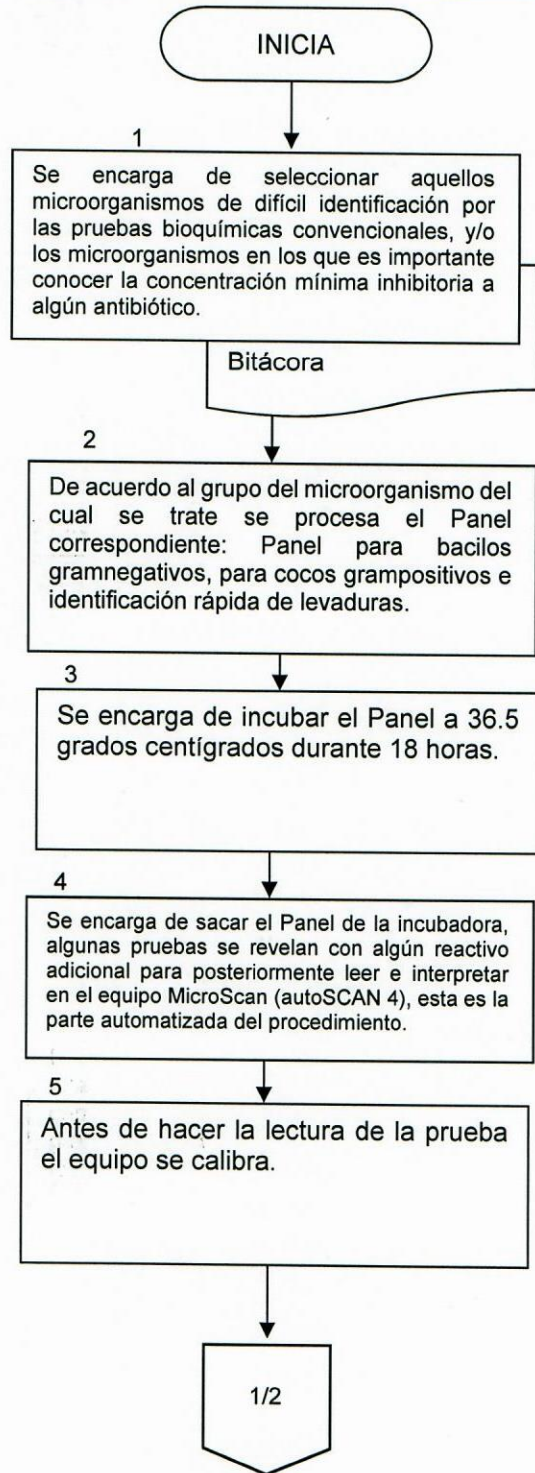 INICIA
1
Se encarga de seleccionar aquellos
microorganismos de difícil identificación por
las pruebas bioquímicas convencionales, y/o
los microorganismos en los que es importante
conocer la concentración mínima inhibitoria a
algún antibiótico.
Bitácora
2
De acuerdo al grupo del microorganismo del
cual se trate se procesa el Panel
correspondiente: Panel para bacilos
gramnegativos, para cocos grampositivos e
identificación rápida de levaduras.
3
Se encarga de incubar el Panel a 36.5
grados centígrados durante 18 horas.
4
Se encarga de sacar el Panel de la incubadora,
algunas pruebas se revelan con algún reactivo
adicional para posteriormente leer e interpretar
en el equipo MicroScan (autoSCAN 4), esta es la
parte automatizada del procedimiento.
5
Antes de hacer la lectura de la prueba
el equipo se calibra.
1/2